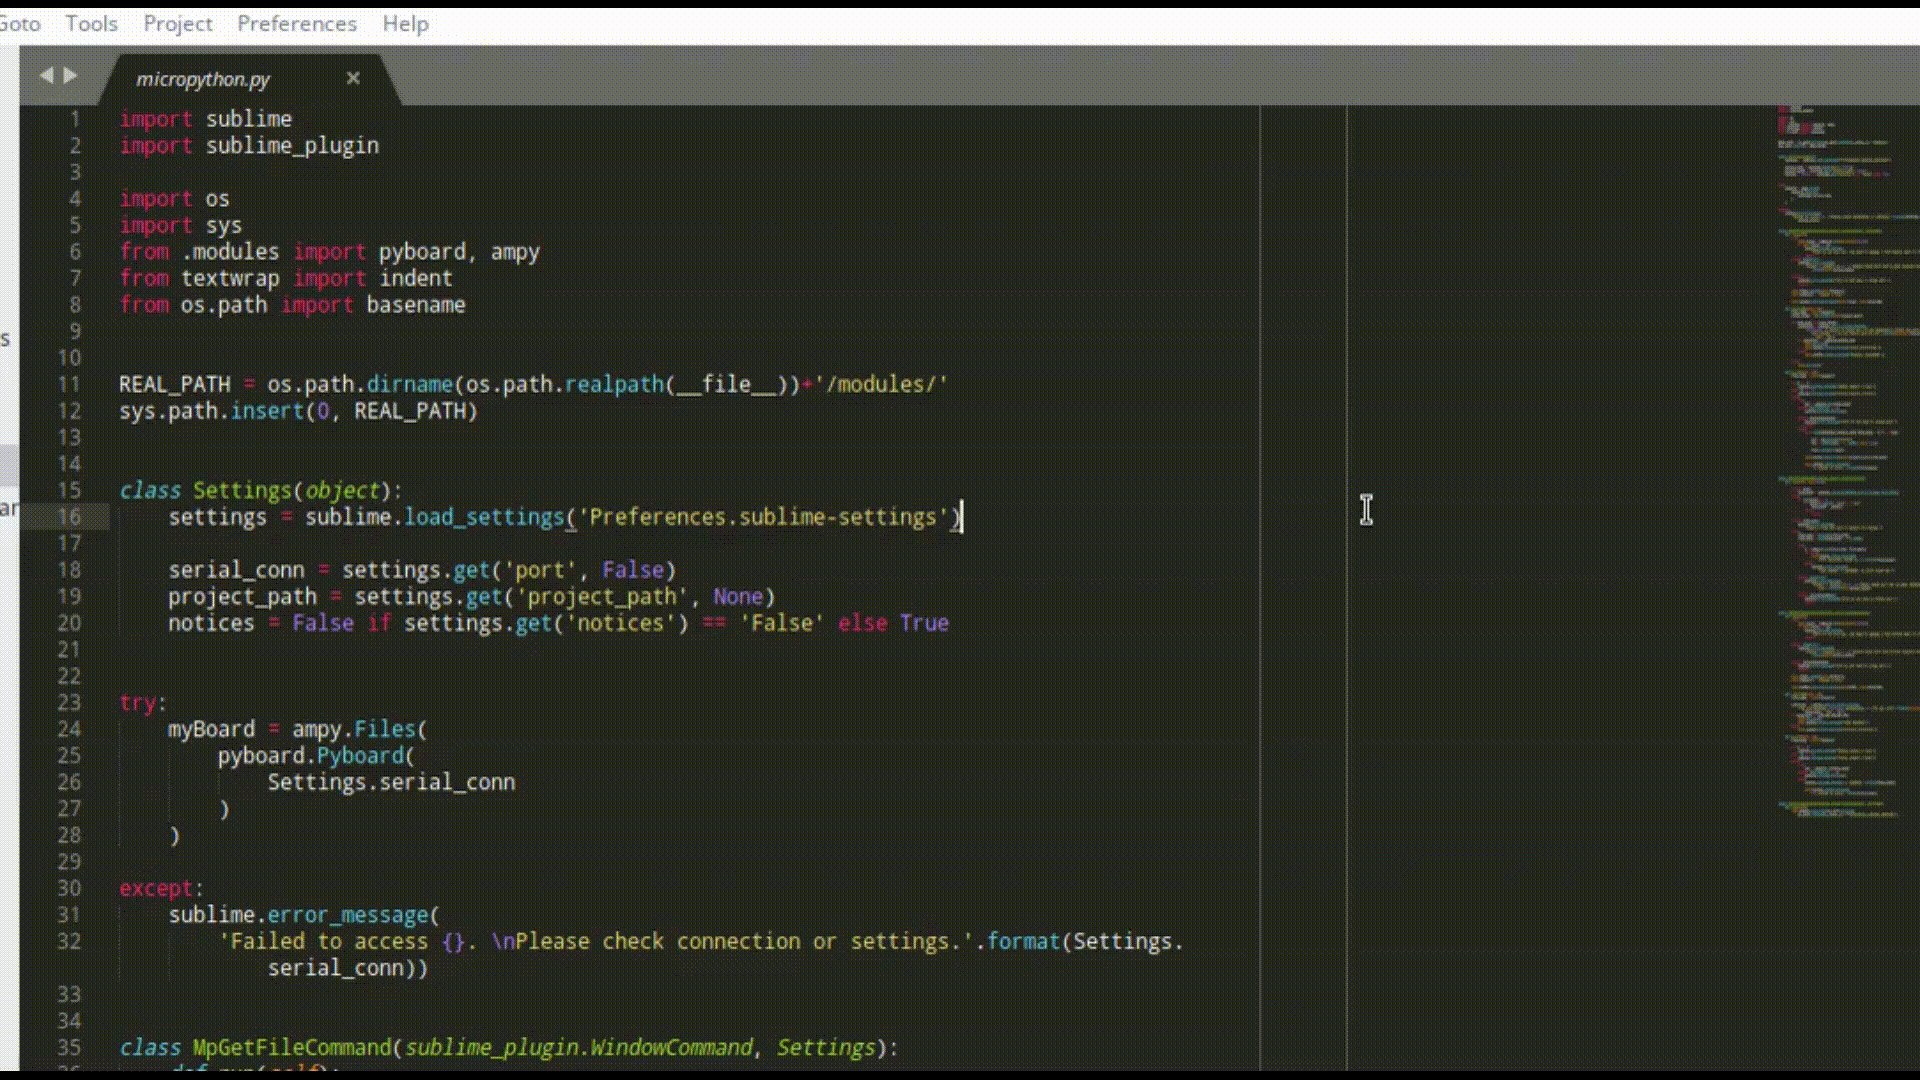 Goto Tools Project Preferences Help
micropython.py ×
1 import sublime
2 import sublime_plugin
3
4 import os
5 import sys
6 from .modules import pyboard, ampy
7 from textwrap import indent
8 from os.path import basename
9
10
11 REAL_PATH = os.path.dirname(os.path.realpath(__file__))+'/modules/'
12 sys.path.insert(0, REAL_PATH)
13
14
15 class Settings(object):
16     settings = sublime.load_settings('Preferences.sublime-settings')
17
18     serial_conn = settings.get('port', False)
19     project_path = settings.get('project_path', None)
20     notices = False if settings.get('notices') == 'False' else True
21
22
23 try:
24     myBoard = ampy.Files(
25         pyboard.Pyboard(
26             Settings.serial_conn
27         )
28     )
29
30 except:
31     sublime.error_message(
32         'Failed to access {}. \nPlease check connection or settings.'.format(Settings.
            serial_conn))
33
34
35 class MpGetFileCommand(sublime_plugin.WindowCommand, Settings):
36     def run(self):